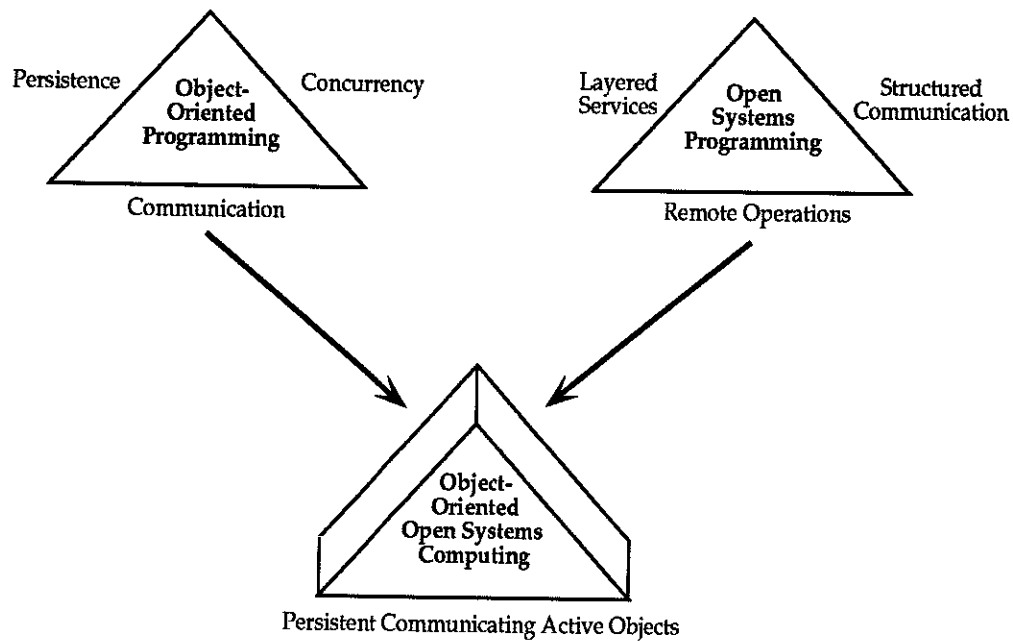 Persistence
Object-
Oriented
Programming
Concurrency
Communication
Layered
Services
Open
Systems
Programming
Structured
Communication
Remote Operations
Object-
Oriented
Open Systems
Computing
Persistent Communicating Active Objects